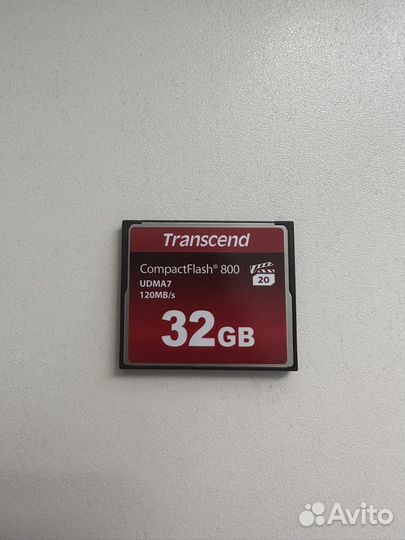 Transcend
CompactFlash® 800
UDMA7
120MB/s
20
32GB
Avito